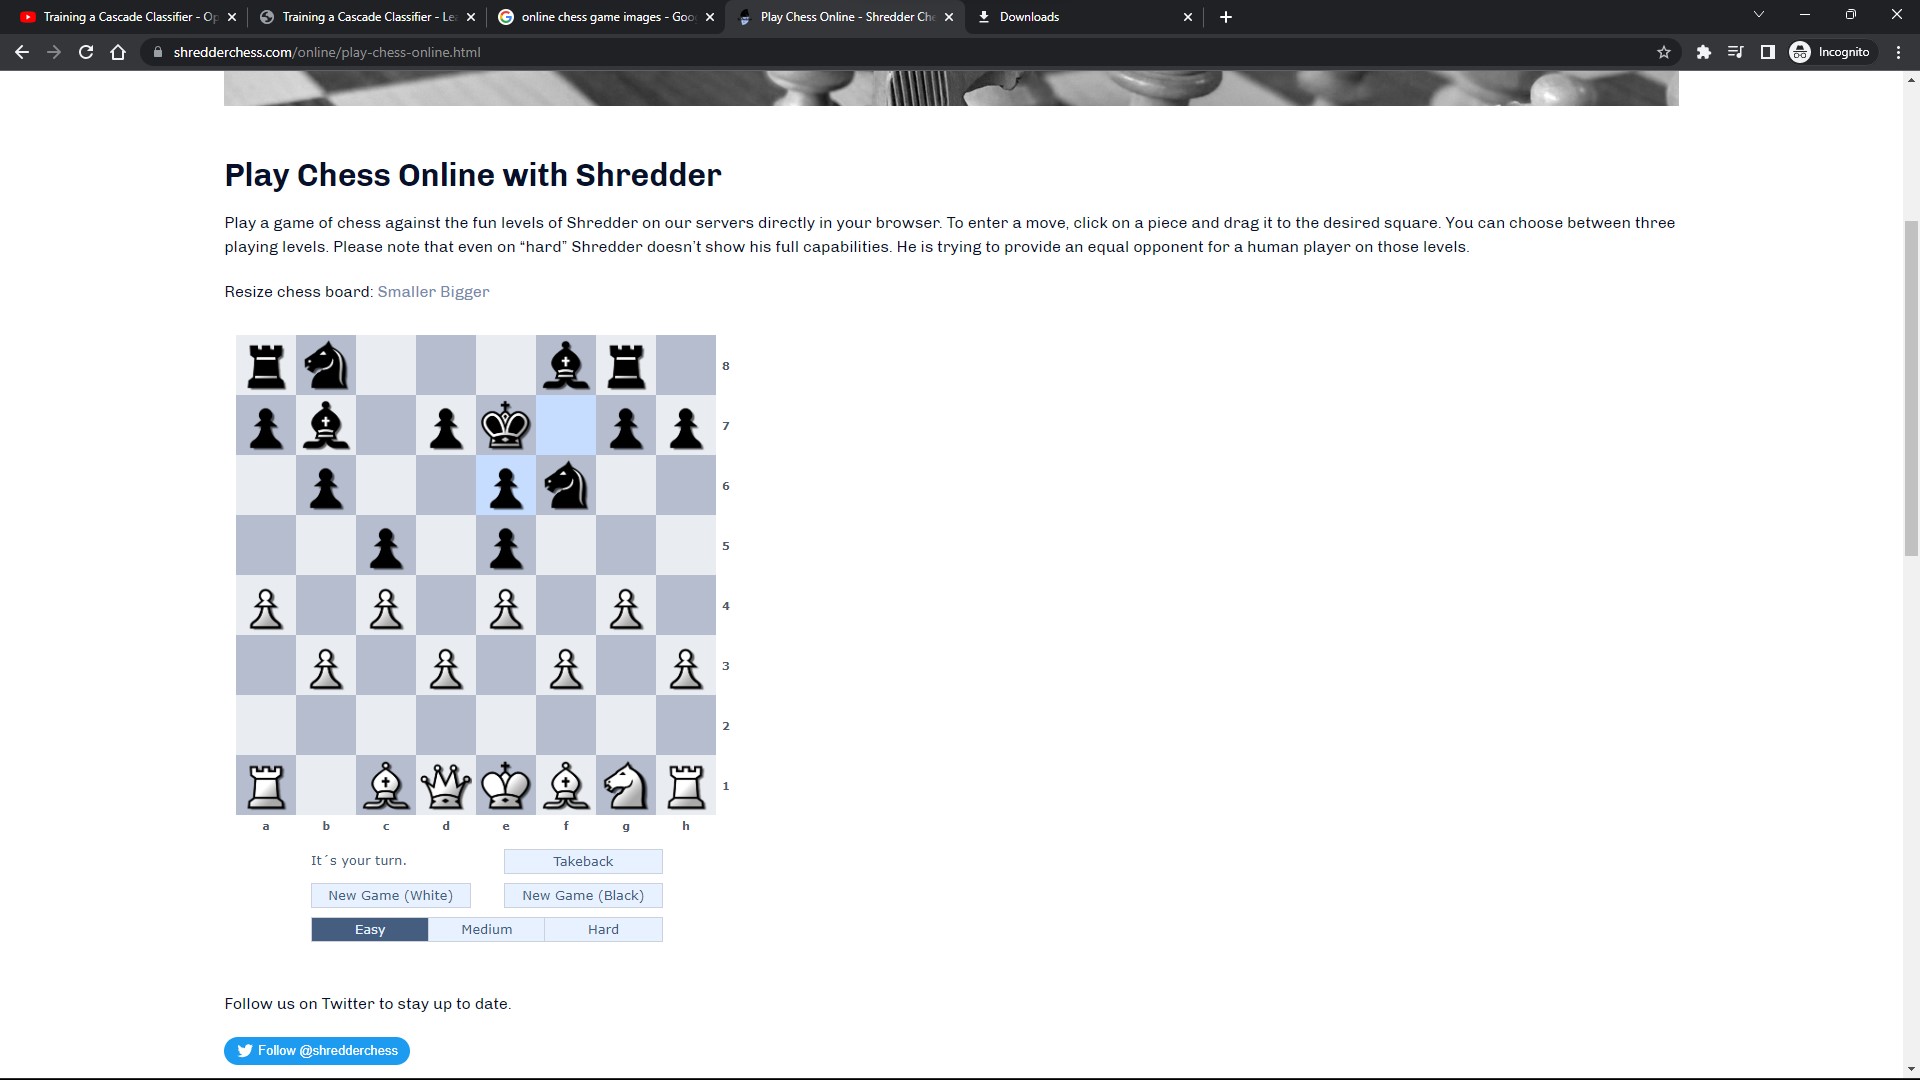 Training a Cascade Classifier - Op
Training a Cascade Classifier - Le
online chess game images - Goo
Play Chess Online - Shredder Che
Downloads
shredderchess.com/online/play-chess-online.html
Incognito
Play Chess Online with Shredder
Play a game of chess against the fun levels of Shredder on our servers directly in your browser. To enter a move, click on a piece and drag it to the desired square. You can choose between three
playing levels. Please note that even on “hard” Shredder doesn’t show his full capabilities. He is trying to provide an equal opponent for a human player on those levels.
Resize chess board: Smaller Bigger
8
7
6
5
4
3
2
1
a b c d e f g h
It´s your turn.
Takeback
New Game (White)
New Game (Black)
Easy
Medium
Hard
Follow us on Twitter to stay up to date.
Follow @shredderchess